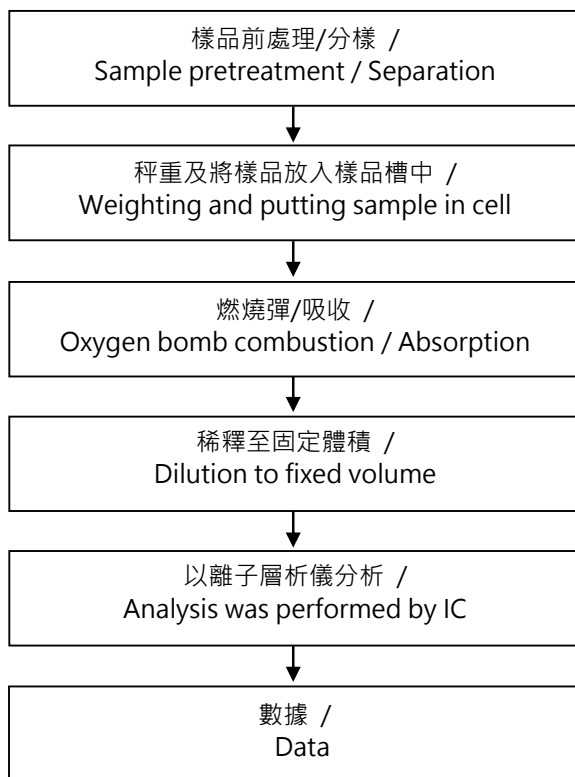 樣品前處理/分樣 /
Sample pretreatment / Separation
秤重及將樣品放入樣品槽中 /
Weighting and putting sample in cell
燃燒彈/吸收 /
Oxygen bomb combustion / Absorption
稀釋至固定體積 /
Dilution to fixed volume
以離子層析儀分析 /
Analysis was performed by IC
數據 /
Data